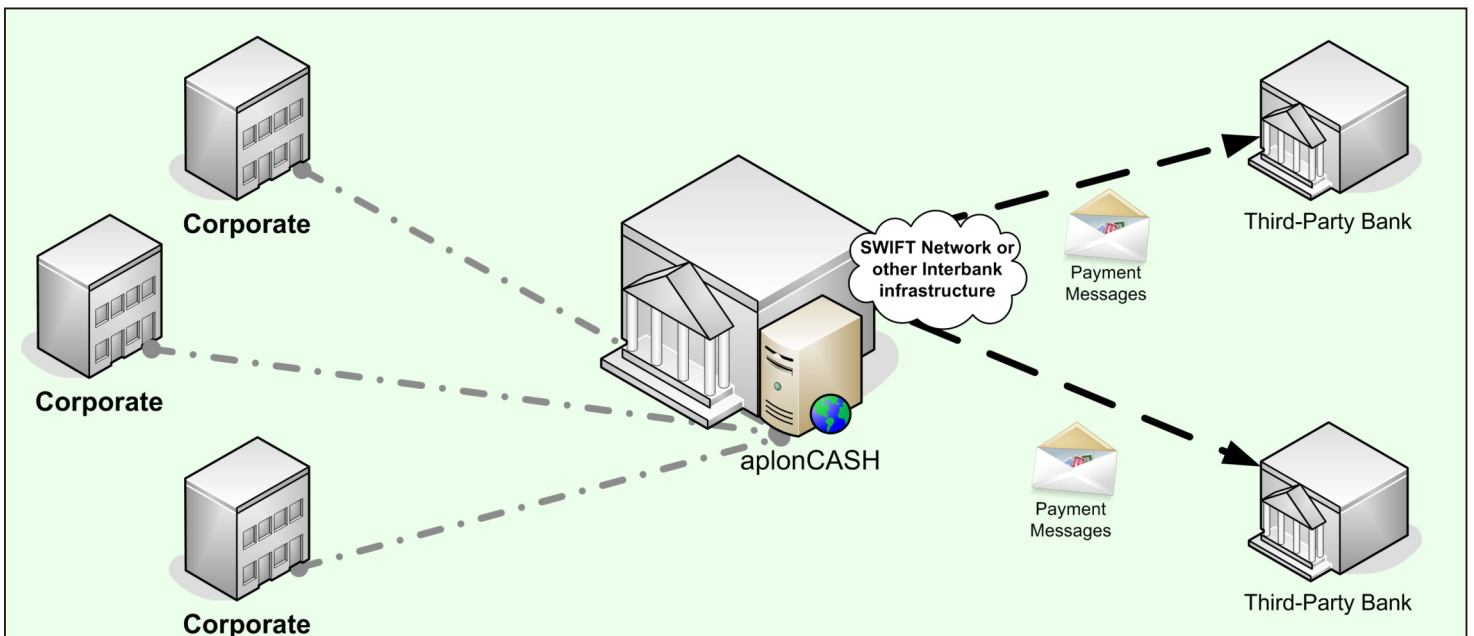 Corporate
Corporate
Corporate
aplonCASH
SWIFT Network or
other Interbank
infrastructure
Payment
Messages
Payment
Messages
Third-Party Bank
Third-Party Bank